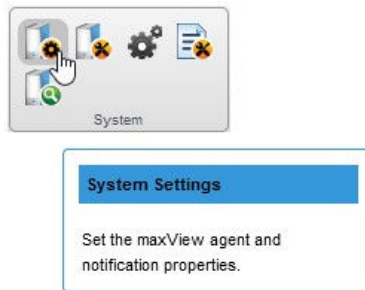 System
System Settings
Set the maxView agent and
notification properties.